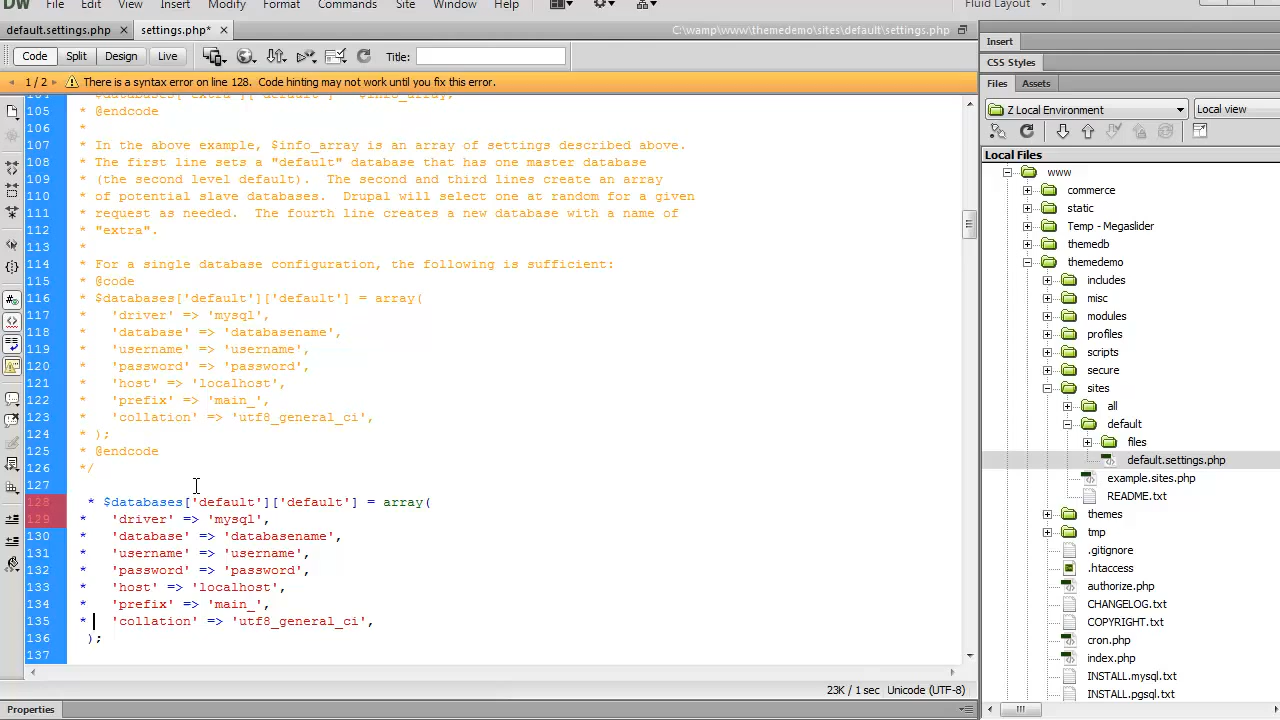 DW File Edit View Insert Modify Format Commands Site Window Help Fluid Layout
default.settings.php × settings.php* × C:\wamp\www\themedemo\sites\default\settings.php
Code Split Design Live Title:
1 / 2 There is a syntax error on line 128. Code hinting may not work until you fix this error.
105 * @endcode
106 *
107 * In the above example, $info_array is an array of settings described above.
108 * The first line sets a "default" database that has one master database
109 * (the second level default). The second and third lines create an array
110 * of potential slave databases. Drupal will select one at random for a given
111 * request as needed. The fourth line creates a new database with a name of
112 * "extra".
113 *
114 * For a single database configuration, the following is sufficient:
115 * @code
116 * $databases['default']['default'] = array(
117 * 'driver' => 'mysql',
118 * 'database' => 'databasename',
119 * 'username' => 'username',
120 * 'password' => 'password',
121 * 'host' => 'localhost',
122 * 'prefix' => 'main_',
123 * 'collation' => 'utf8_general_ci',
124 * );
125 * @endcode
126 */
127
128 * $databases['default']['default'] = array(
129 * 'driver' => 'mysql',
130 * 'database' => 'databasename',
131 * 'username' => 'username',
132 * 'password' => 'password',
133 * 'host' => 'localhost',
134 * 'prefix' => 'main_',
135 * 'collation' => 'utf8_general_ci',
136 );
137
23K / 1 sec Unicode (UTF-8)
Properties
Insert
CSS Styles
Files Assets
Z Local Environment Local view
Local Files
www
commerce
static
Temp - Megaslider
themedb
themedemo
includes
misc
modules
profiles
scripts
secure
sites
all
default
files
default.settings.php
example.sites.php
README.txt
themes
tmp
.gitignore
.htaccess
authorize.php
CHANGELOG.txt
COPYRIGHT.txt
cron.php
index.php
INSTALL.mysql.txt
INSTALL.pgsql.txt